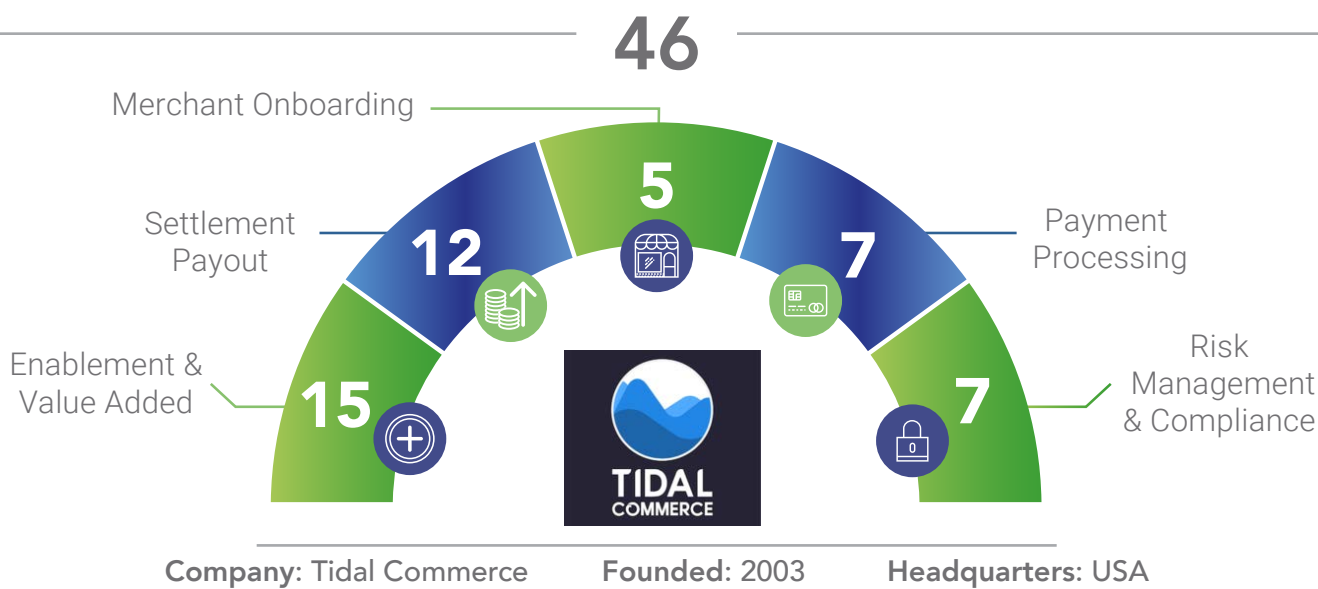 46
Merchant Onboarding
5
Settlement
Payout
12
7
Payment
Processing
Enablement &
Value Added
15
7
Risk
Management
& Compliance
0
TIDAL
COMMERCE
Company: Tidal Commerce Founded: 2003 Headquarters: USA